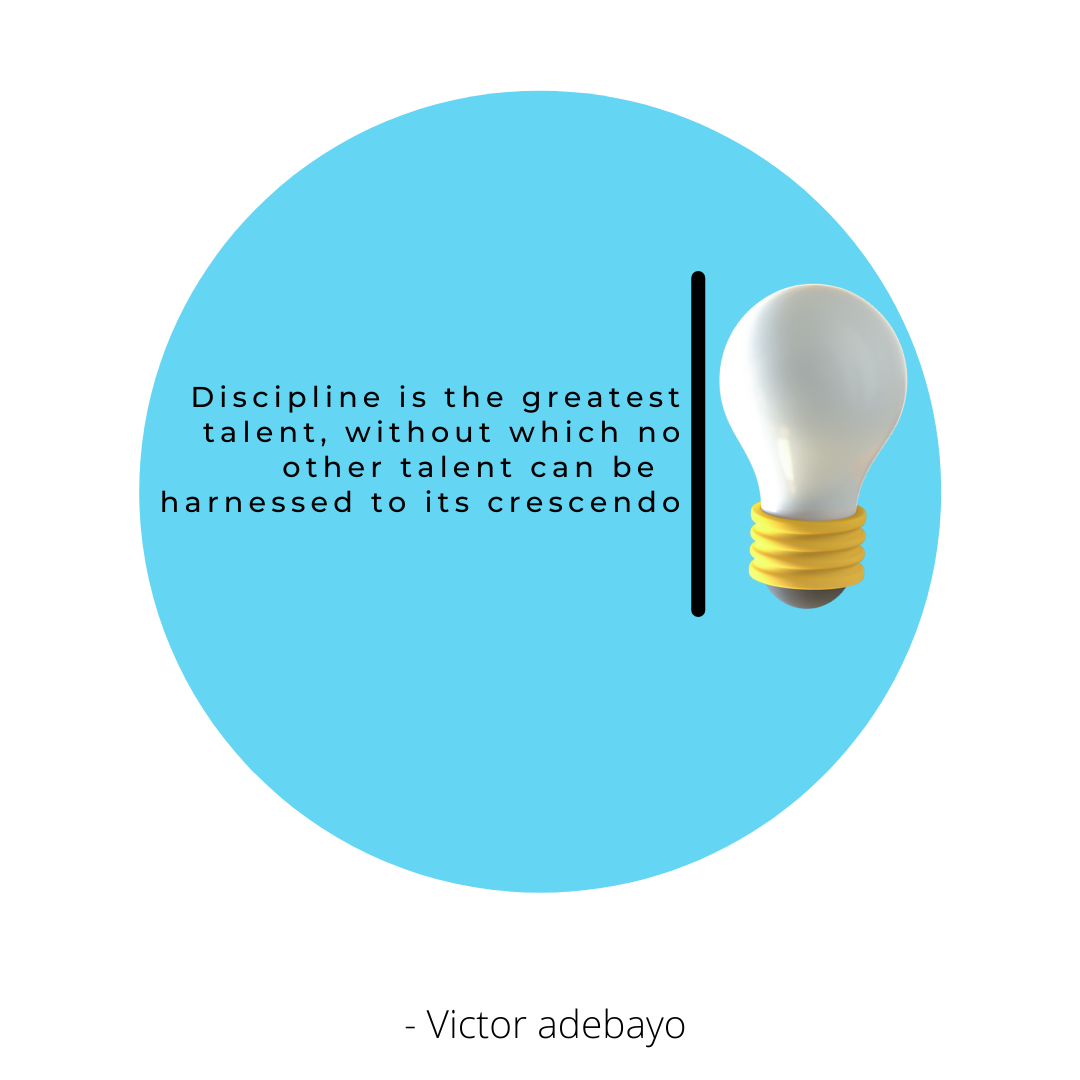 Discipline is the greatest
talent, without which no
other talent can be
harnessed to its crescendo
- Victor adebayo